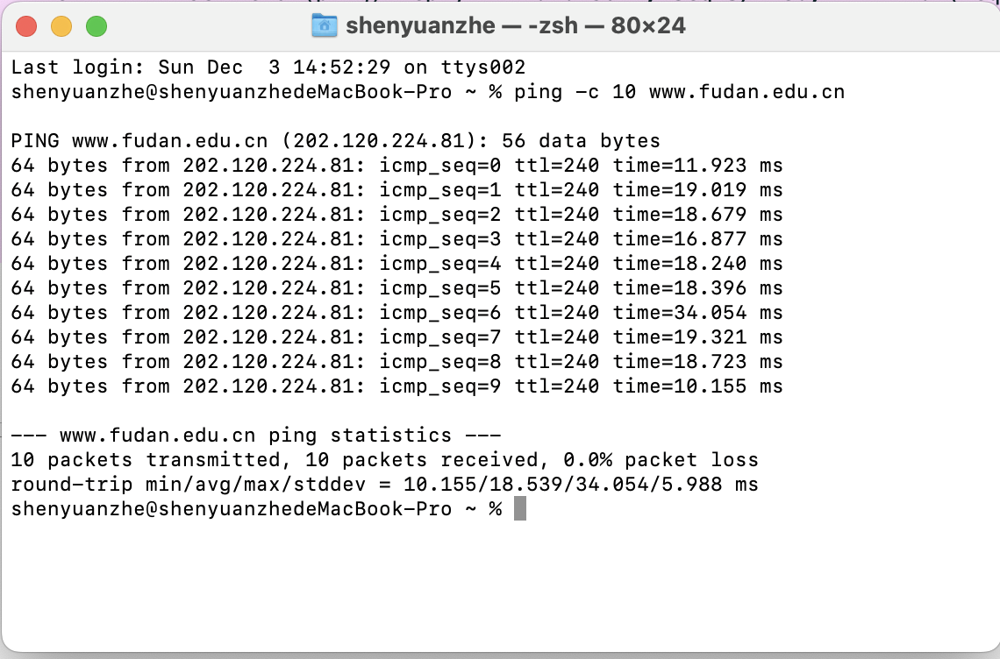 shenyuanzhe — -zsh — 80×24
Last login: Sun Dec  3 14:52:29 on ttys002
shenyuanzhe@shenyuanzhedeMacBook-Pro ~ % ping -c 10 www.fudan.edu.cn
PING www.fudan.edu.cn (202.120.224.81): 56 data bytes
64 bytes from 202.120.224.81: icmp_seq=0 ttl=240 time=11.923 ms
64 bytes from 202.120.224.81: icmp_seq=1 ttl=240 time=19.019 ms
64 bytes from 202.120.224.81: icmp_seq=2 ttl=240 time=18.679 ms
64 bytes from 202.120.224.81: icmp_seq=3 ttl=240 time=16.877 ms
64 bytes from 202.120.224.81: icmp_seq=4 ttl=240 time=18.240 ms
64 bytes from 202.120.224.81: icmp_seq=5 ttl=240 time=18.396 ms
64 bytes from 202.120.224.81: icmp_seq=6 ttl=240 time=34.054 ms
64 bytes from 202.120.224.81: icmp_seq=7 ttl=240 time=19.321 ms
64 bytes from 202.120.224.81: icmp_seq=8 ttl=240 time=18.723 ms
64 bytes from 202.120.224.81: icmp_seq=9 ttl=240 time=10.155 ms
--- www.fudan.edu.cn ping statistics ---
10 packets transmitted, 10 packets received, 0.0% packet loss
round-trip min/avg/max/stddev = 10.155/18.539/34.054/5.988 ms
shenyuanzhe@shenyuanzhedeMacBook-Pro ~ %